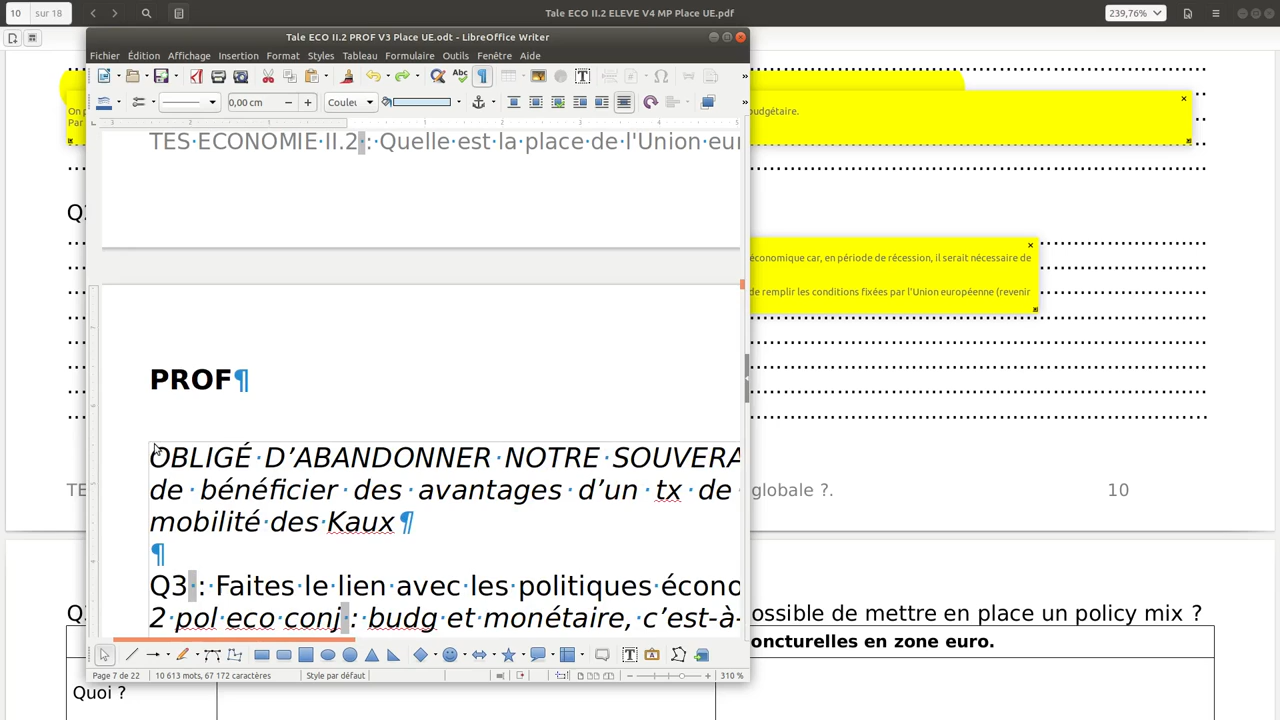 10 sur 18
Tale ECO II.2 ELEVE V4 MP Place UE.pdf
239,76%
Tale ECO II.2 PROF V3 Place UE.odt - LibreOffice Writer
Fichier Édition Affichage Insertion Format Styles Tableau Formulaire Outils Fenêtre Aide
0,00 cm
Couleu
On p
Par
budgétaire.
TES ECONOMIE II.2 : Quelle est la place de l'Union eur
Q
économique car, en période de récession, il serait nécessaire de
de remplir les conditions fixées par l'Union européenne (revenir
PROF¶
OBLIGÉ D'ABANDONNER NOTRE SOUVERA
de bénéficier des avantages d'un tx de
mobilité des Kaux¶
¶
TE
globale ?.
10
Q3 : Faites le lien avec les politiques écono
2 pol eco conj : budg et monétaire, c'est-à-
Q
ossible de mettre en place un policy mix ?
oncturelles en zone euro.
Quoi ?
Page 7 de 22
10 613 mots, 67 172 caractères
Style par défaut
310 %